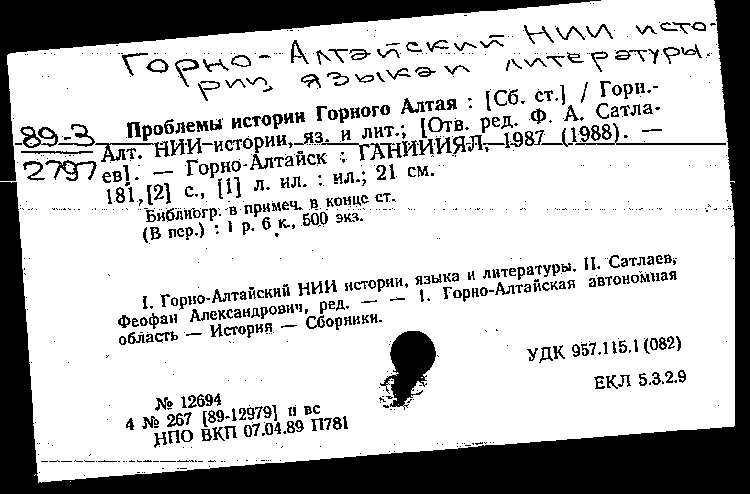 Горно-Алтайский НИИ исто-
рии языка и литературы.
89-3
2797
Проблемы истории Горного Алтая : [Сб. ст.] / Горн.-
Алт. НИИ истории, яз. и лит.; [Отв. ред. Ф. А. Сатла-
ев]. — Горно-Алтайск : ГАНИИИЯЛ, 1987 (1988). —
181,[2] с., [1] л. ил. : ил.; 21 см.
Библиогр. в примеч. в конце ст.
(В пер.) : 1 р. 6 к., 500 экз.
I. Горно-Алтайский НИИ истории, языка и литературы. II. Сатлаев,
Феофан Александрович, ред. — — 1. Горно-Алтайская автономная
область — История — Сборники.
УДК 957.115.1(082)
ЕКЛ 5.3.2.9
№ 12694
4 № 267 [89-12979] п вс
НПО ВКП 07.04.89 П781